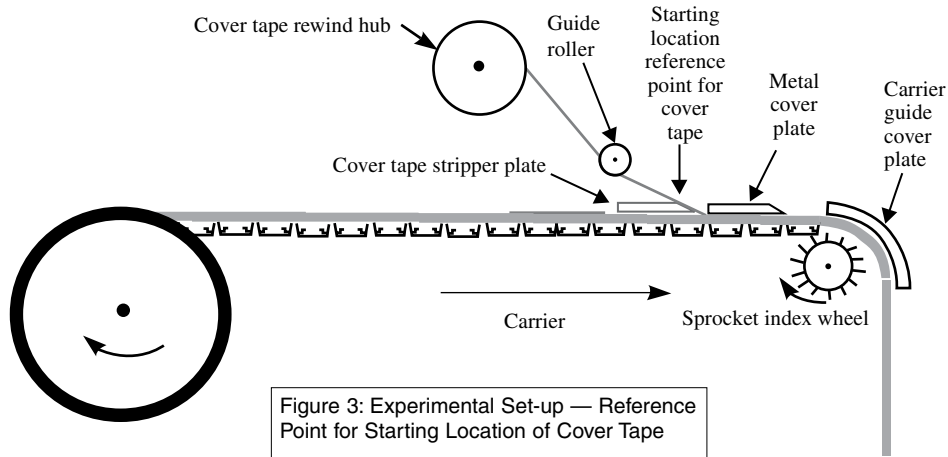 Cover tape rewind hub
Guide
roller
Starting
location
reference
point for
cover
tape
Metal
cover
plate
Carrier
guide
cover
plate
Cover tape stripper plate
Carrier
Sprocket index wheel
Figure 3: Experimental Set-up — Reference
Point for Starting Location of Cover Tape